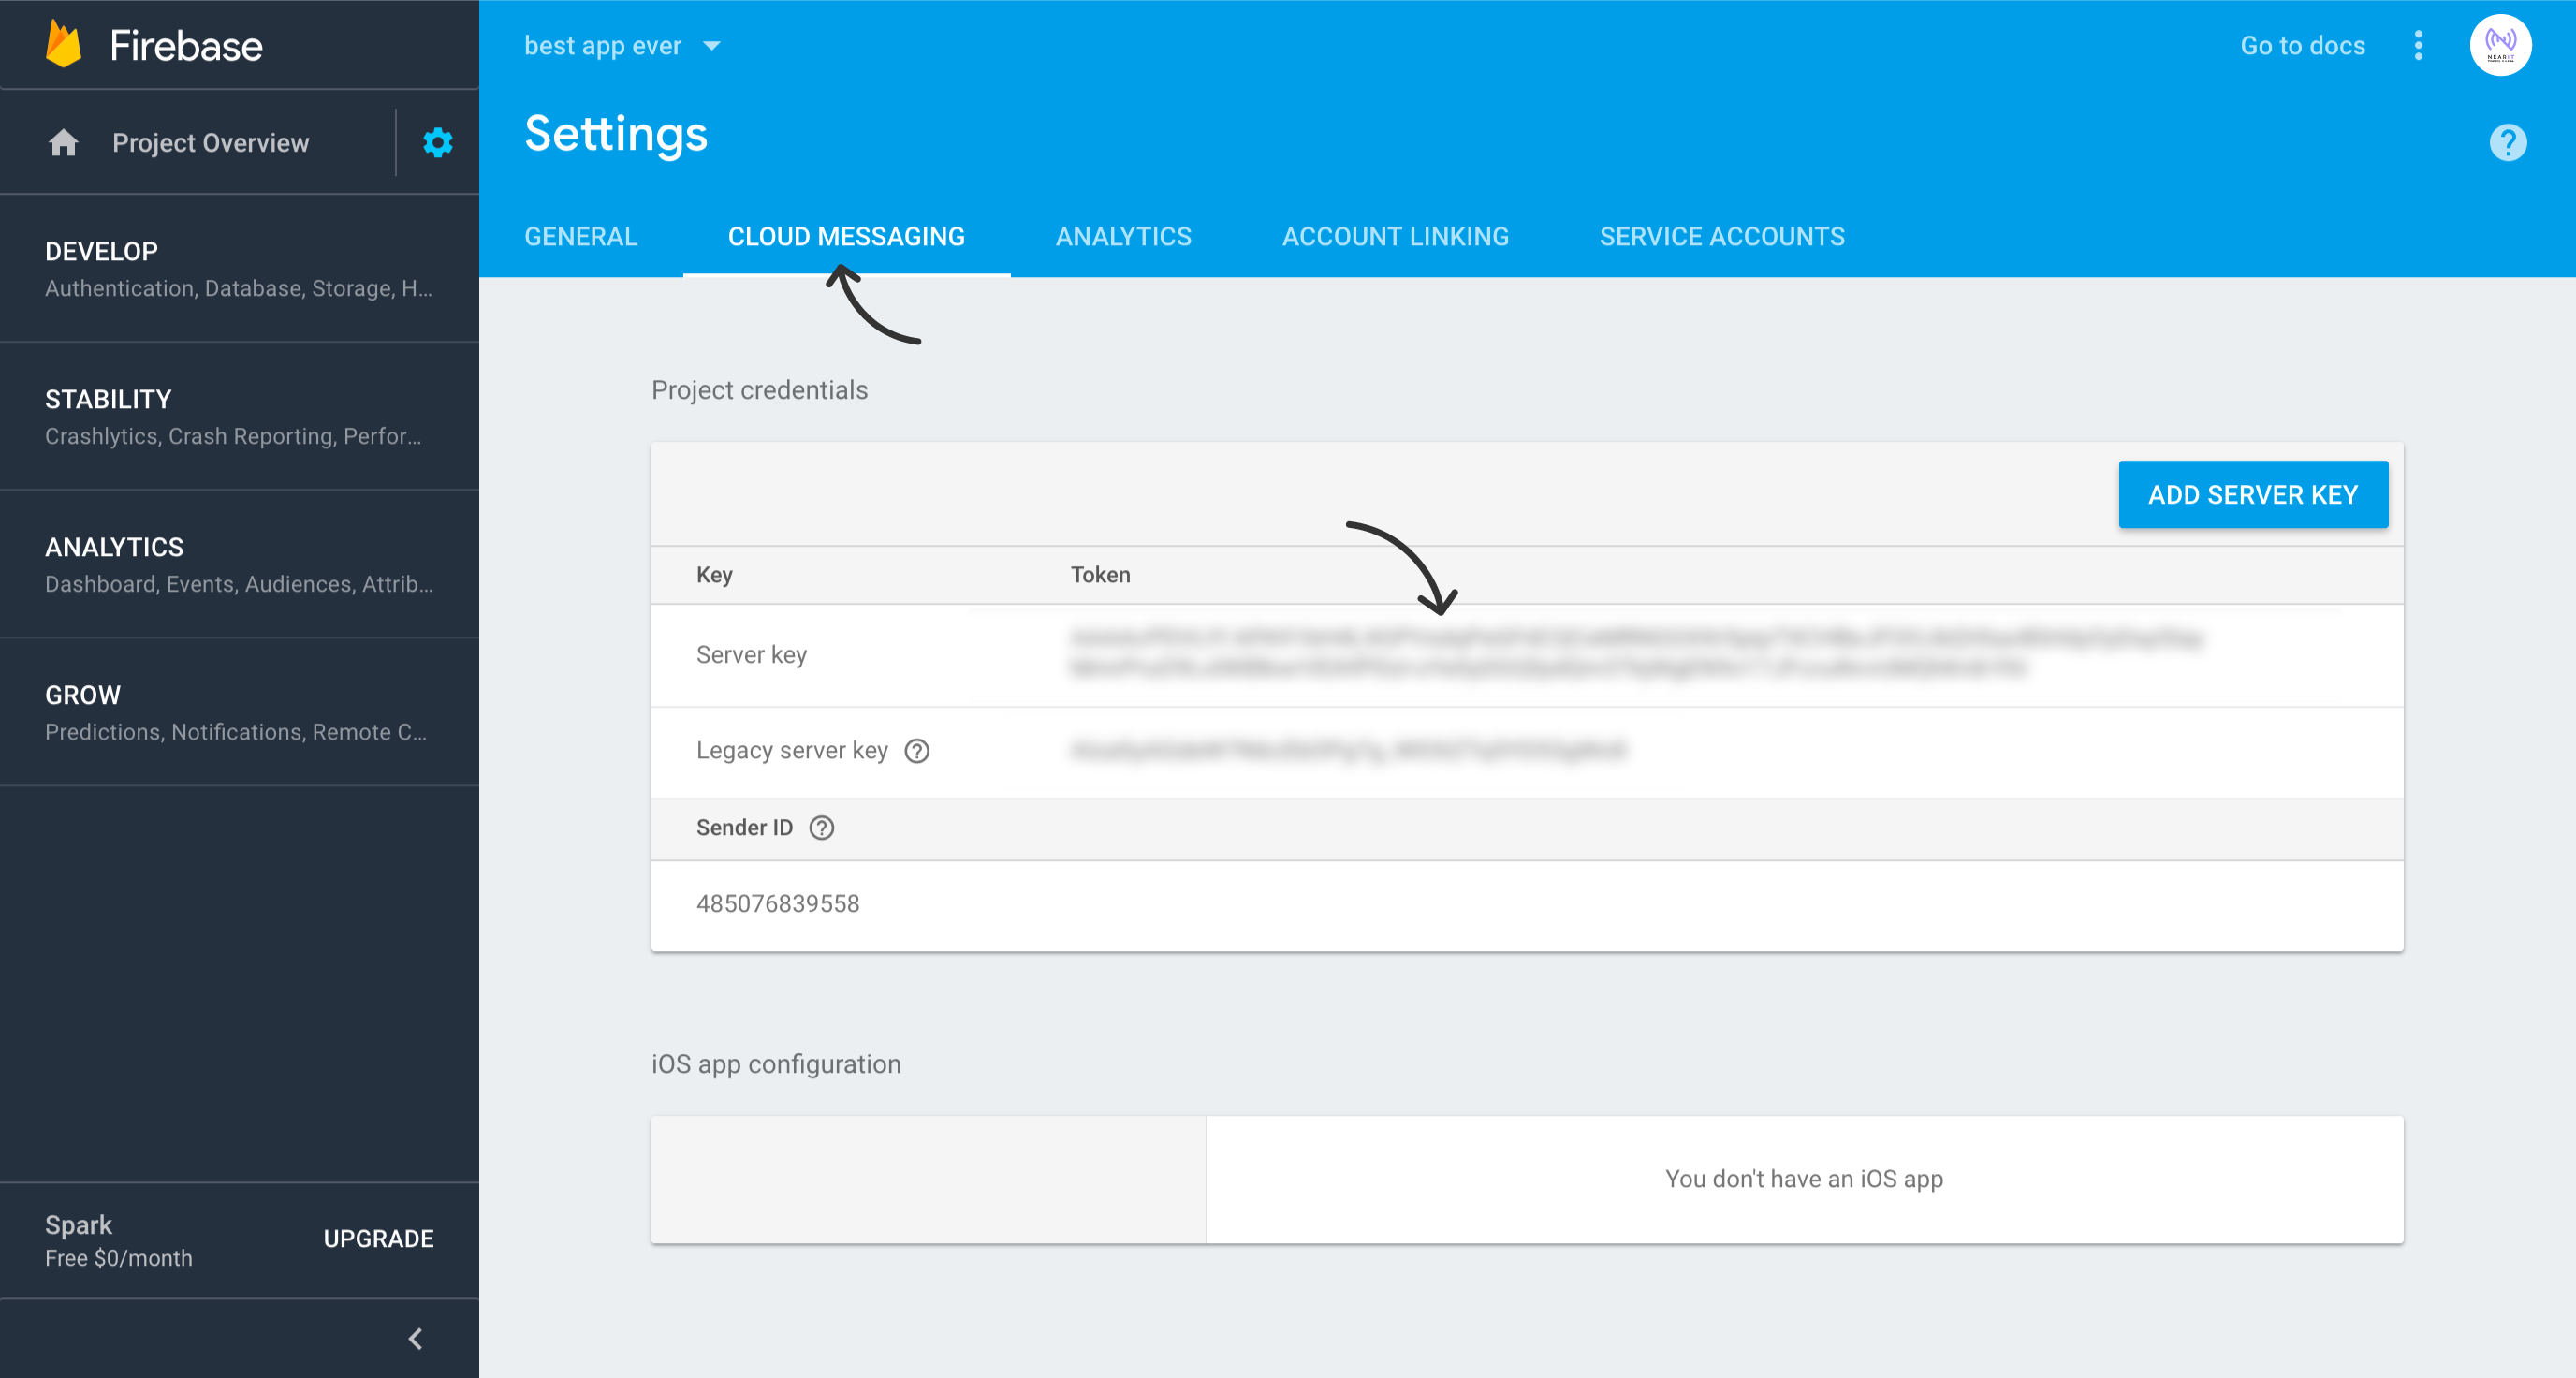 Firebase
Project Overview
DEVELOP
Authentication, Database, Storage, H...
STABILITY
Crashlytics, Crash Reporting, Perfor...
ANALYTICS
Dashboard, Events, Audiences, Attrib...
GROW
Predictions, Notifications, Remote C...
Spark
Free $0/month
UPGRADE
best app ever
Go to docs
NEARIT
Settings
GENERAL CLOUD MESSAGING ANALYTICS ACCOUNT LINKING SERVICE ACCOUNTS
Project credentials
ADD SERVER KEY
Key Token
Server key
Legacy server key
Sender ID
485076839558
iOS app configuration
You don't have an iOS app